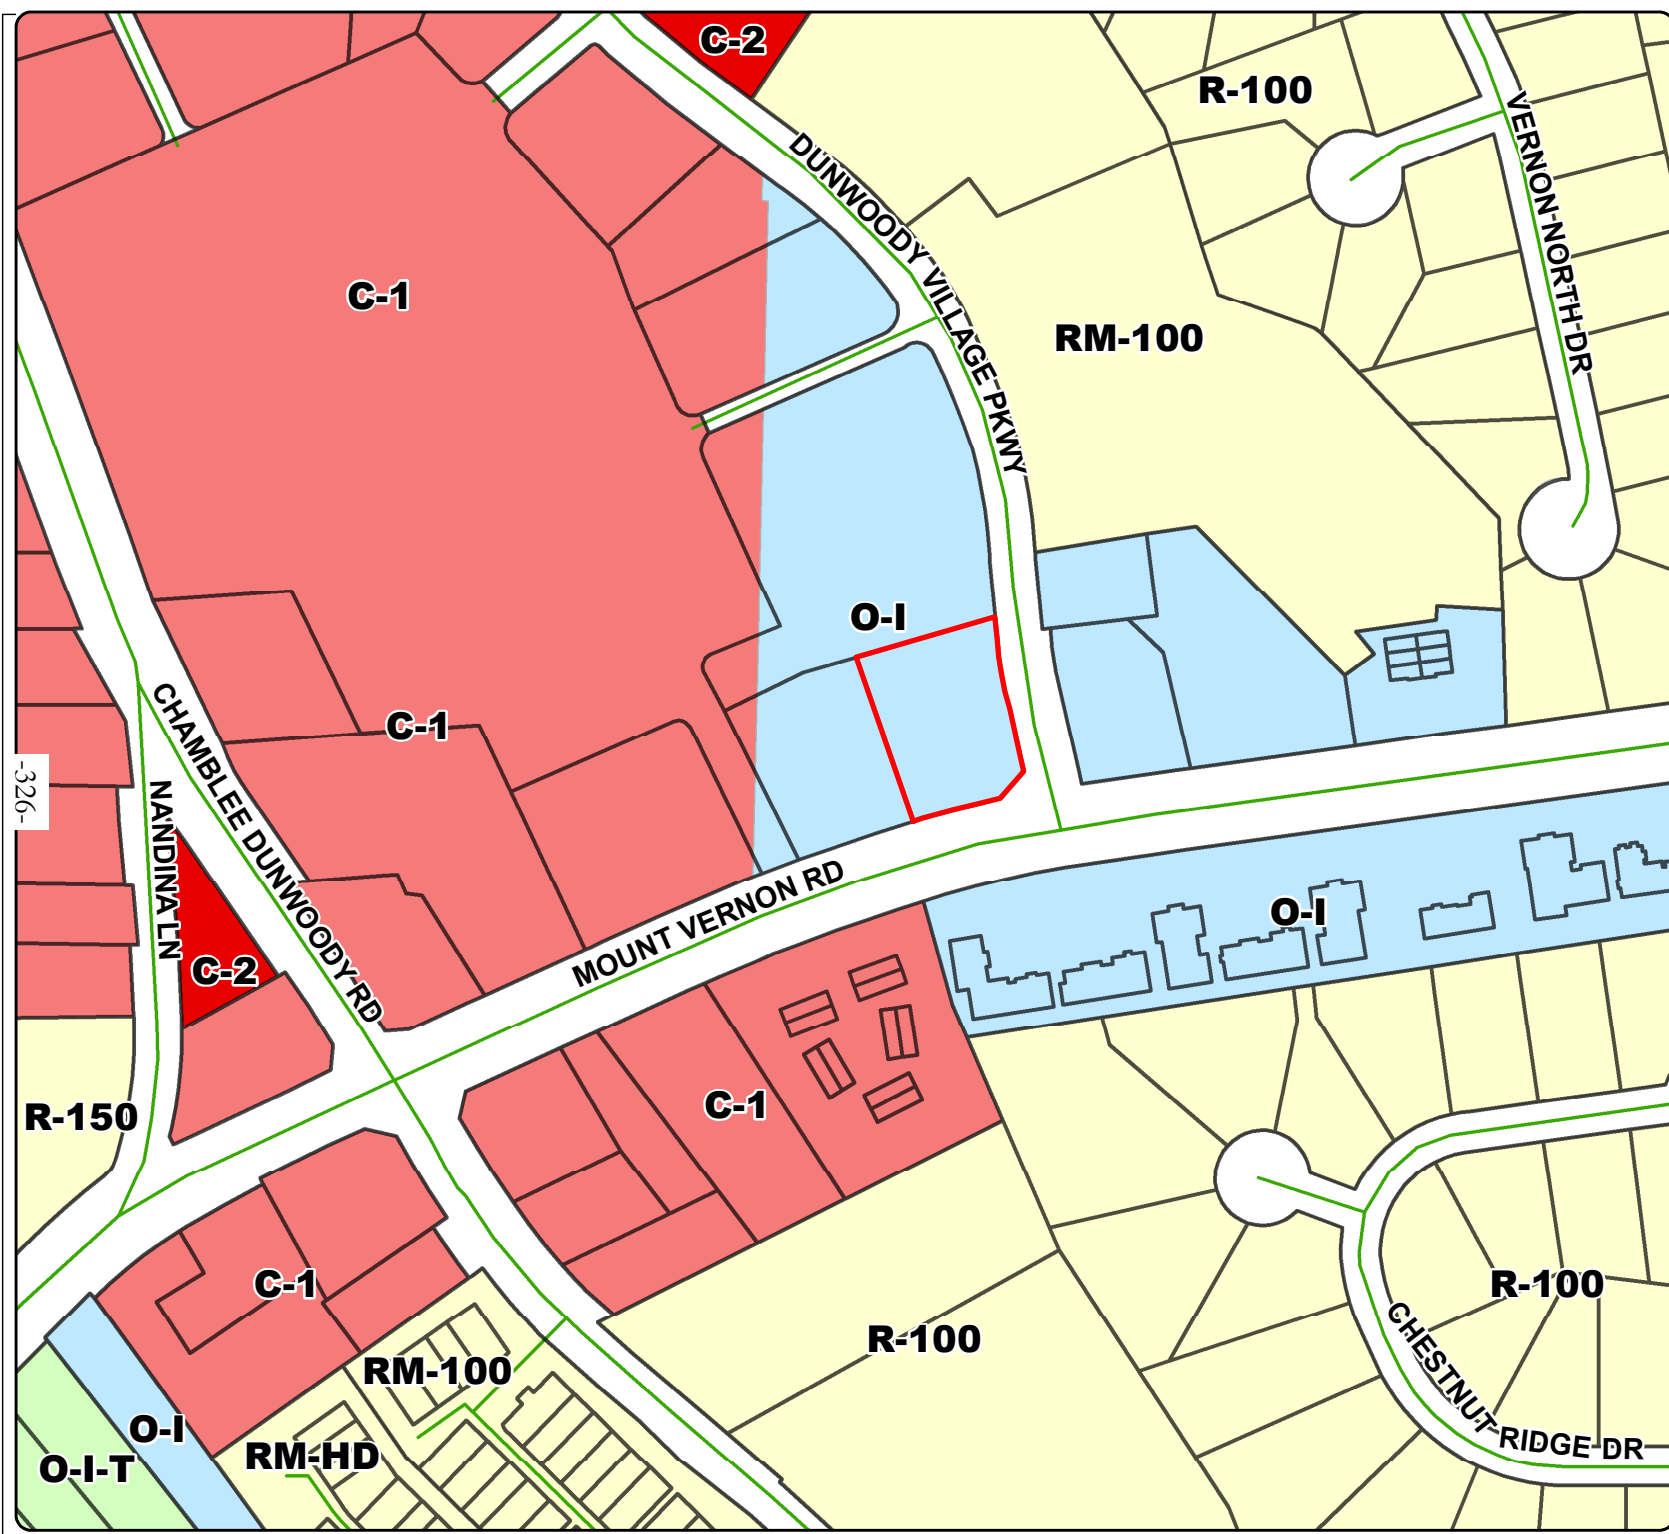 C-2
R-100
DUNWOODY VILLAGE PKWY
VERNON NORTH DR
C-1
RM-100
O-I
C-1
CHAMBLEE DUNWOODY RD
-326-
NANDINA LN
MOUNT VERNON RD
O-I
C-2
C-1
R-150
C-1
R-100
R-100
CHESTNUT RIDGE DR
RM-100
O-I
RM-HD
O-I-T